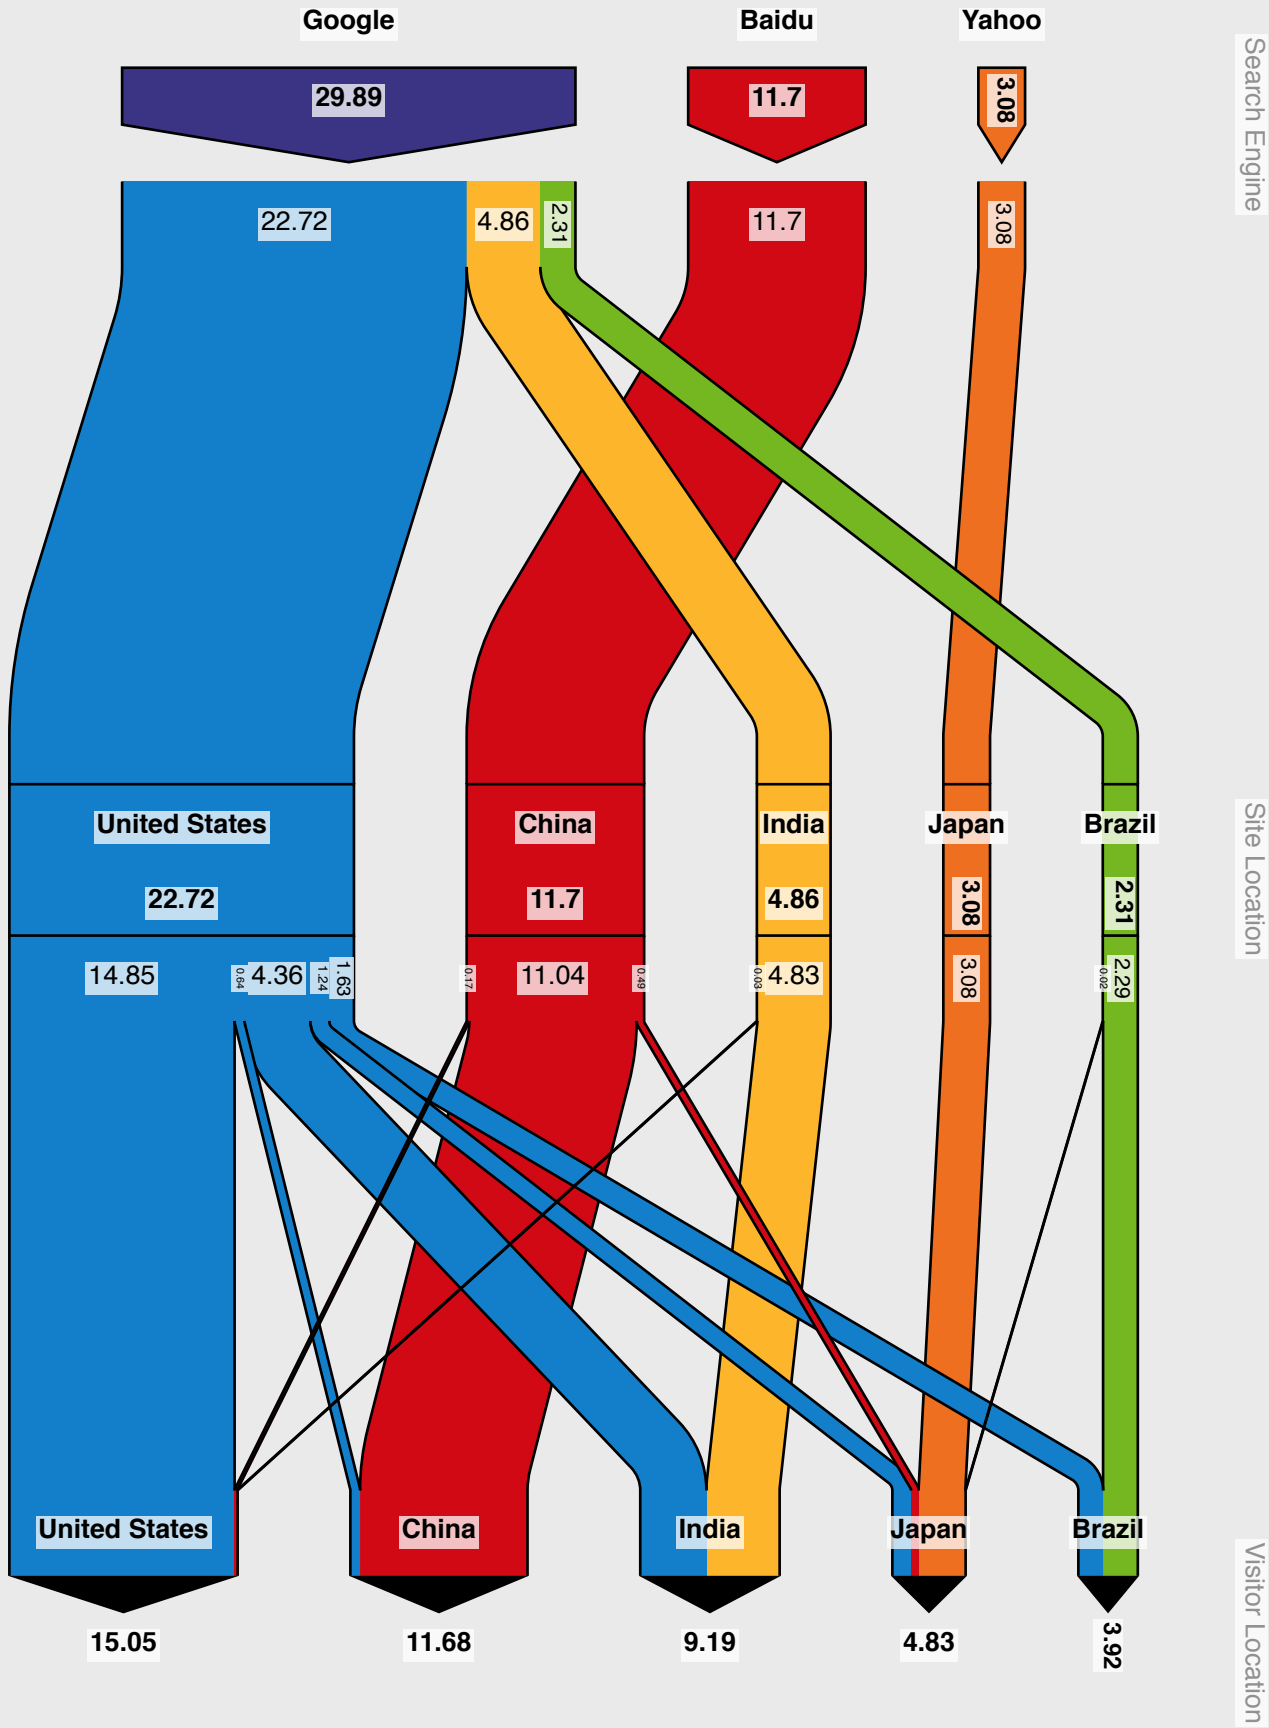 Google
Baidu
Yahoo
Search Engine
29.89
11.7
3.08
22.72
4.86
2.31
11.7
3.08
Site Location
United States
China
India
Japan
Brazil
22.72
11.7
4.86
3.08
2.31
14.85
0.64
4.36
1.24
1.63
0.17
11.04
0.49
0.03
4.83
3.08
0.02
2.29
United States
China
India
Japan
Brazil
Visitor Location
15.05
11.68
9.19
4.83
3.92